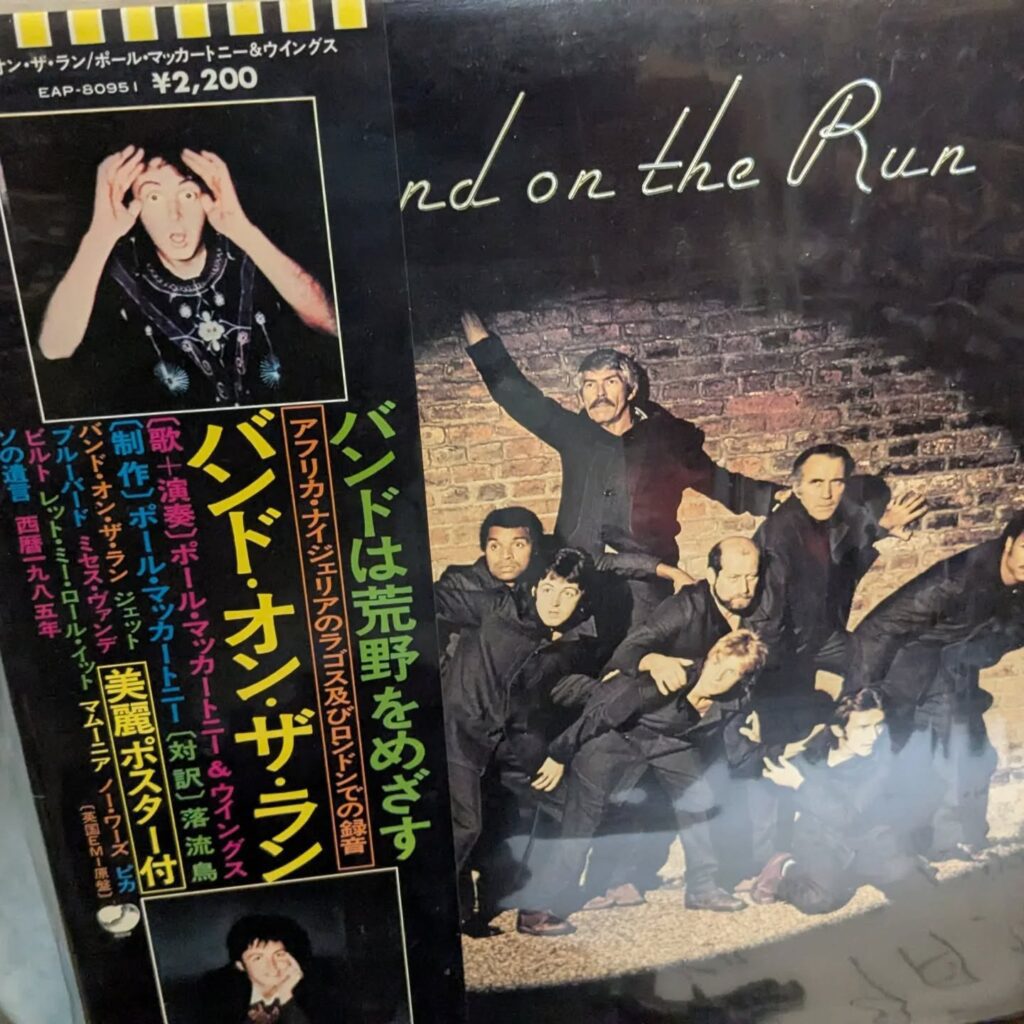 オン・ザ・ラン/ポール・マッカートニー&ウイングス
EAP-80951 ¥2,200
nd on the Run
バンドは荒野をめざす
アフリカ・ナイジェリアのラゴス及びロンドンでの録音
バンド・オン・ザ・ラン
〔歌+演奏〕ポール・マッカートニー&ウイングス
〔制作〕ポール・マッカートニー〔対訳〕落流鳥
バンド・オン・ザ・ラン ジェット
ブルーバード ミセス・ヴァンデ
ビルト レット・ミー・ロール・イット マムーニア ノー・ワーズ ピカ
ソの遺言 西暦一九八五年
美麗ポスター付
〔英国EMI原盤〕